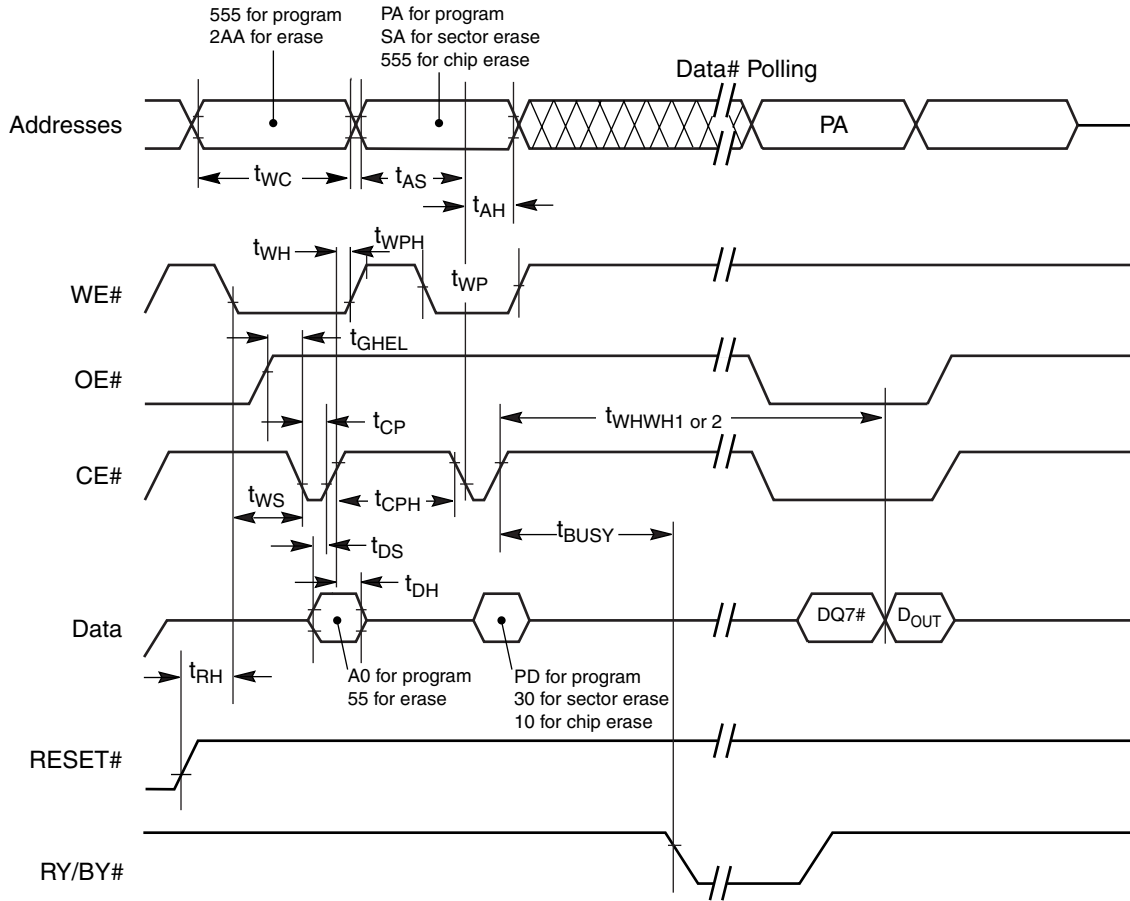 555 for program
2AA for erase
PA for program
SA for sector erase
555 for chip erase
Data# Polling
Addresses
PA
tWC
tAS
tAH
tWH
tWPH
tWP
WE#
tGHEL
OE#
tCP
tWHWH1 or 2
CE#
tWS
tCPH
tBUSY
tDS
tDH
Data
DQ7#
DOUT
tRH
A0 for program
55 for erase
PD for program
30 for sector erase
10 for chip erase
RESET#
RY/BY#